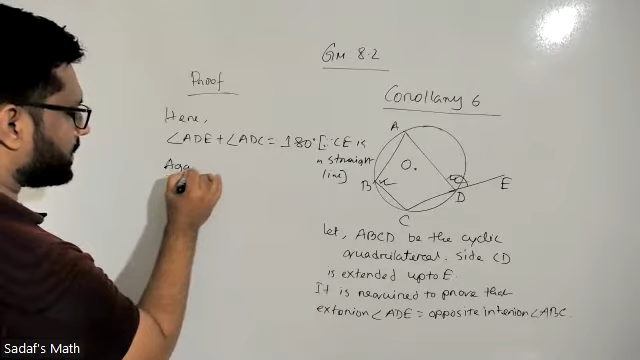 Gm 8.2
Proof
Corollary 6
Here,
∠ADE + ∠ADC = 180° [∵ CE is
a straight
line]
Aga
A
O.
B
x
C
D
E
Let, ABCD be the cyclic
quadrilateral. side CD
is extended upto E.
It is required to prove that
exterior ∠ADE = opposite interior ∠ABC.
Sadaf's Math